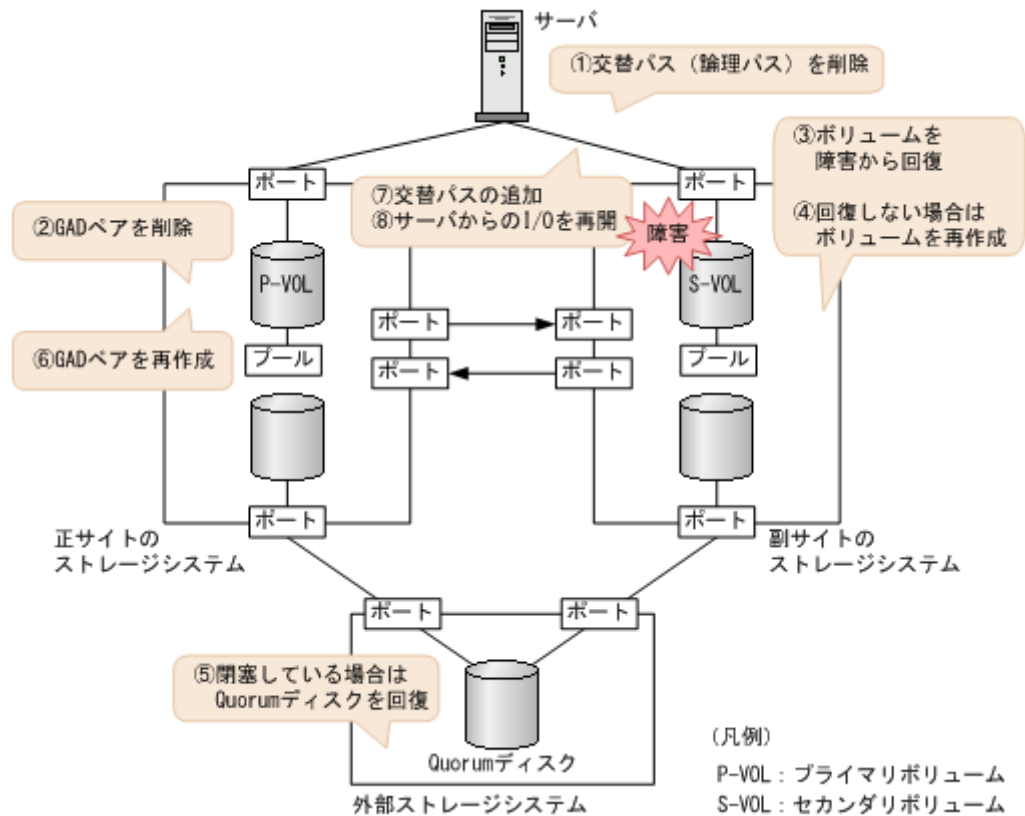 サーバ
①交替パス（論理パス）を削除
③ボリュームを
障害から回復
④回復しない場合は
ボリュームを再作成
ポート
ポート
⑦交替パスの追加
⑧サーバからのI/Oを再開
②GADペアを削除
障害
P-VOL
S-VOL
ポート
ポート
⑥GADペアを再作成
プール
ポート
ポート
プール
ポート
ポート
正サイトの
ストレージシステム
副サイトの
ストレージシステム
ポート
ポート
⑤閉塞している場合は
Quorumディスクを回復
Quorumディスク
外部ストレージシステム
(凡例)
P-VOL：プライマリボリューム
S-VOL：セカンダリボリューム